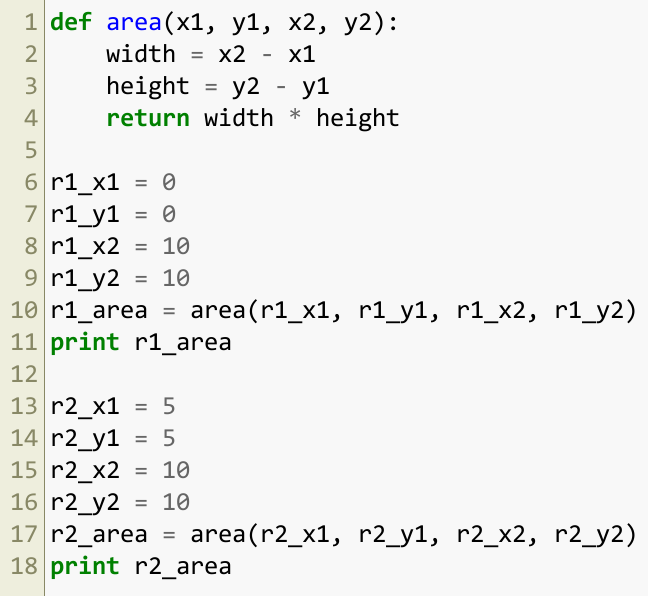 1 def area(x1, y1, x2, y2):
2     width = x2 - x1
3     height = y2 - y1
4     return width * height
5
6 r1_x1 = 0
7 r1_y1 = 0
8 r1_x2 = 10
9 r1_y2 = 10
10 r1_area = area(r1_x1, r1_y1, r1_x2, r1_y2)
11 print r1_area
12
13 r2_x1 = 5
14 r2_y1 = 5
15 r2_x2 = 10
16 r2_y2 = 10
17 r2_area = area(r2_x1, r2_y1, r2_x2, r2_y2)
18 print r2_area